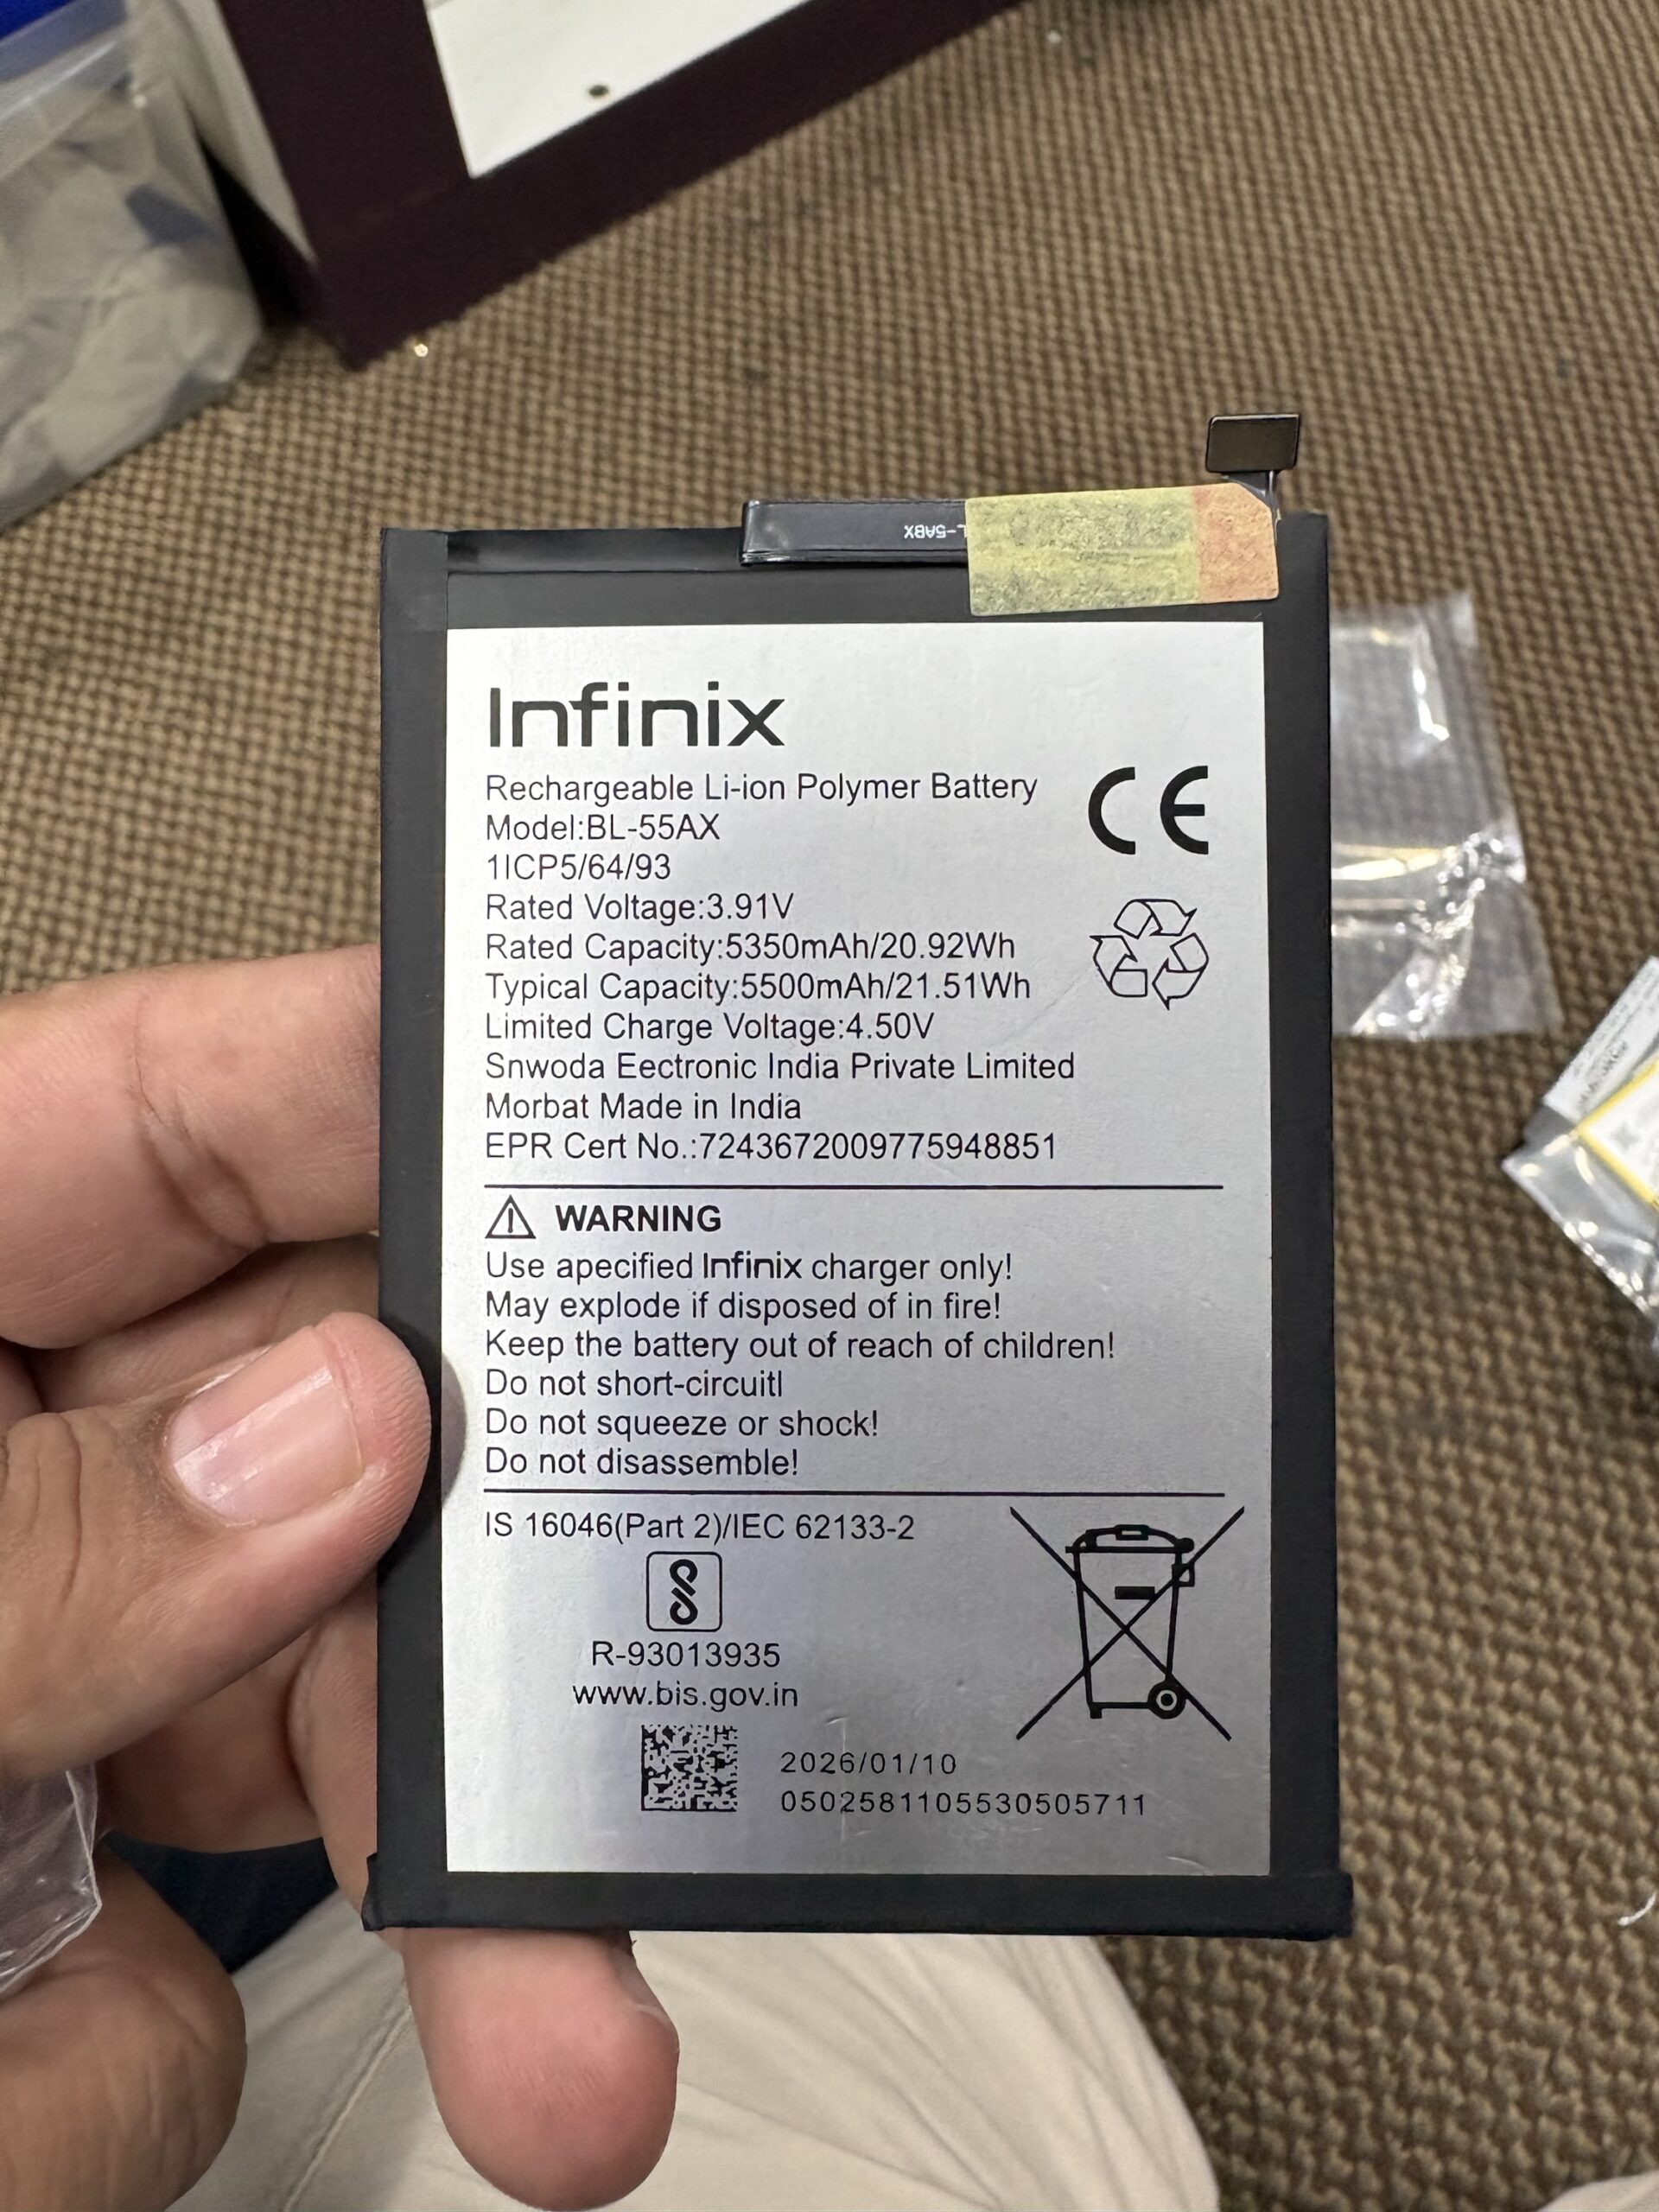 L-5ABX
Infinix
Rechargeable Li-ion Polymer Battery
Model:BL-55AX
1ICP5/64/93
Rated Voltage:3.91V
Rated Capacity:5350mAh/20.92Wh
Typical Capacity:5500mAh/21.51Wh
Limited Charge Voltage:4.50V
Snwoda Eectronic India Private Limited
Morbat Made in India
EPR Cert No.:7243672009775948851
CE
WARNING
Use apecified Infinix charger only!
May explode if disposed of in fire!
Keep the battery out of reach of children!
Do not short-circuitl
Do not squeeze or shock!
Do not disassemble!
IS 16046(Part 2)/IEC 62133-2
R-93013935
www.bis.gov.in
2026/01/10
0502581105530505711